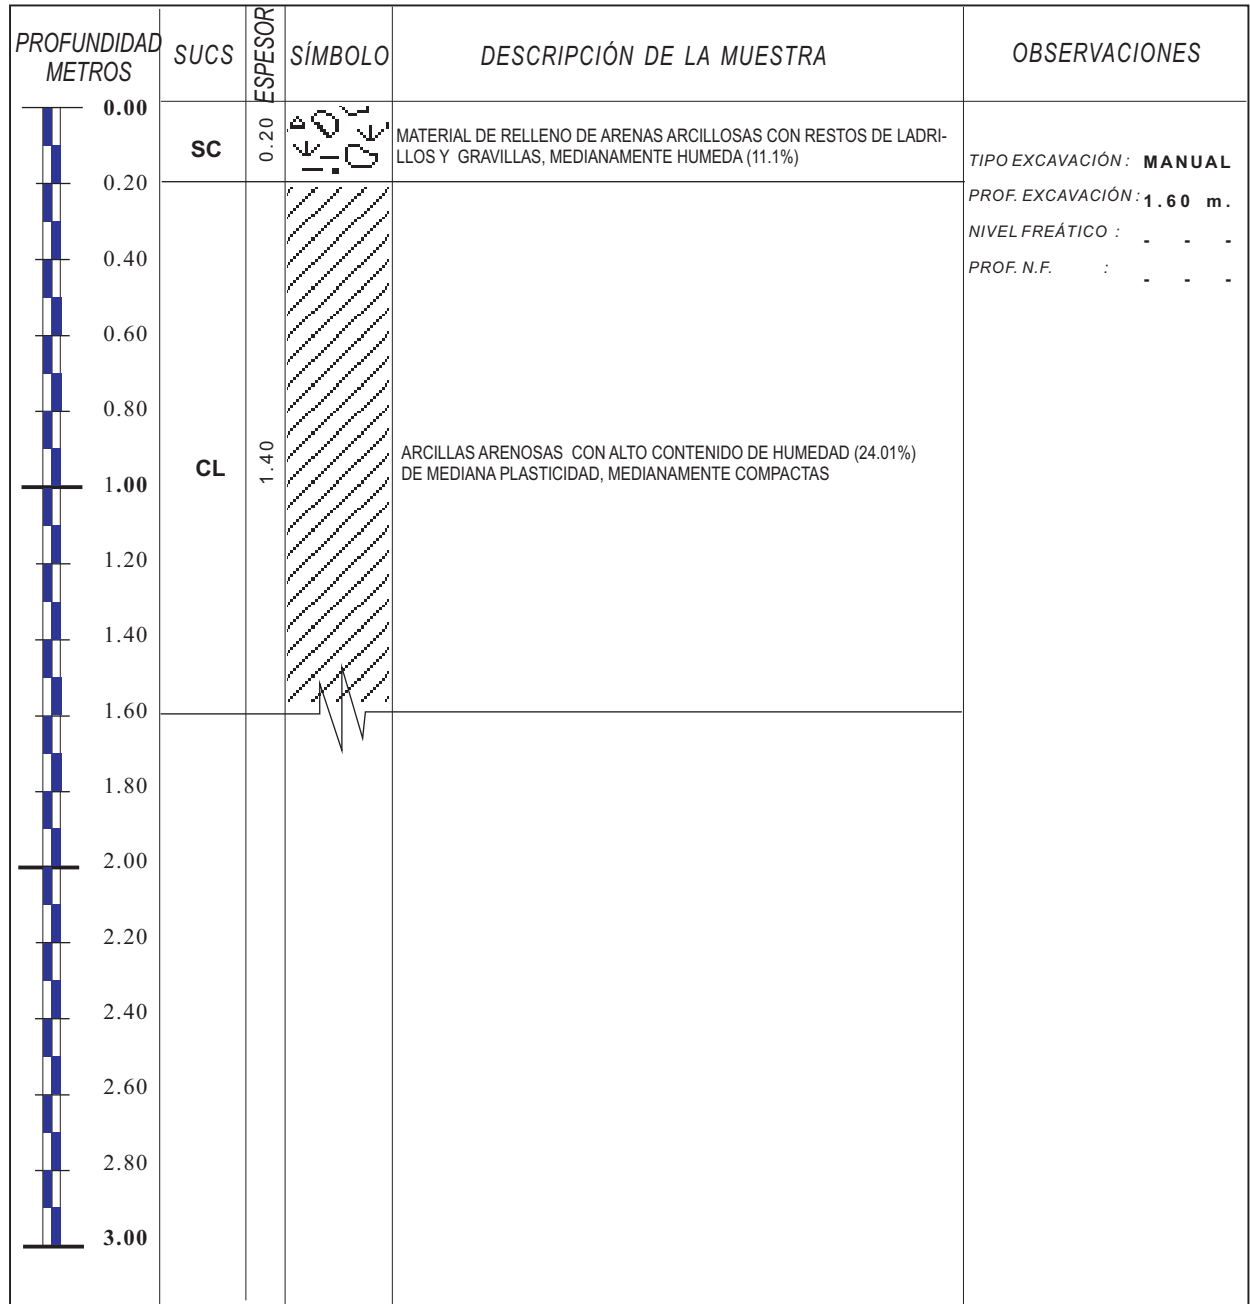 PROFUNDIDAD
METROS
SUCS
ESPESOR
SÍMBOLO
DESCRIPCIÓN DE LA MUESTRA
OBSERVACIONES
0.00
0.20
0.40
0.60
0.80
1.00
1.20
1.40
1.60
1.80
2.00
2.20
2.40
2.60
2.80
3.00
SC
0.20
MATERIAL DE RELLENO DE ARENAS ARCILLOSAS CON RESTOS DE LADRI-
LLOS Y GRAVILLAS, MEDIANAMENTE HUMEDA (11.1%)
CL
1.40
ARCILLAS ARENOSAS CON ALTO CONTENIDO DE HUMEDAD (24.01%)
DE MEDIANA PLASTICIDAD, MEDIANAMENTE COMPACTAS
TIPO EXCAVACIÓN : MANUAL
PROF. EXCAVACIÓN : 1.60 m.
NIVEL FREÁTICO : - - -
PROF. N.F. : - - -